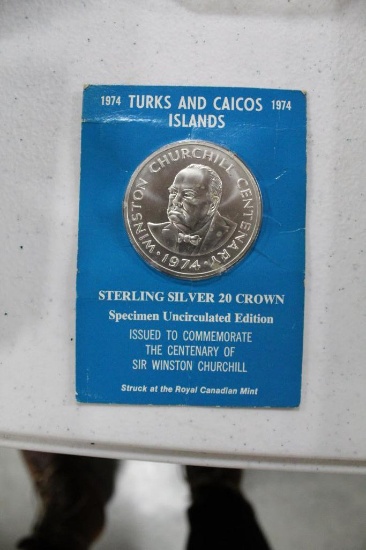 1974 TURKS AND CAICOS 1974
ISLANDS
WINSTON CHURCHILL CENTENARY
· 1974 ·
STERLING SILVER 20 CROWN
Specimen Uncirculated Edition
ISSUED TO COMMEMORATE
THE CENTENARY OF
SIR WINSTON CHURCHILL
Struck at the Royal Canadian Mint